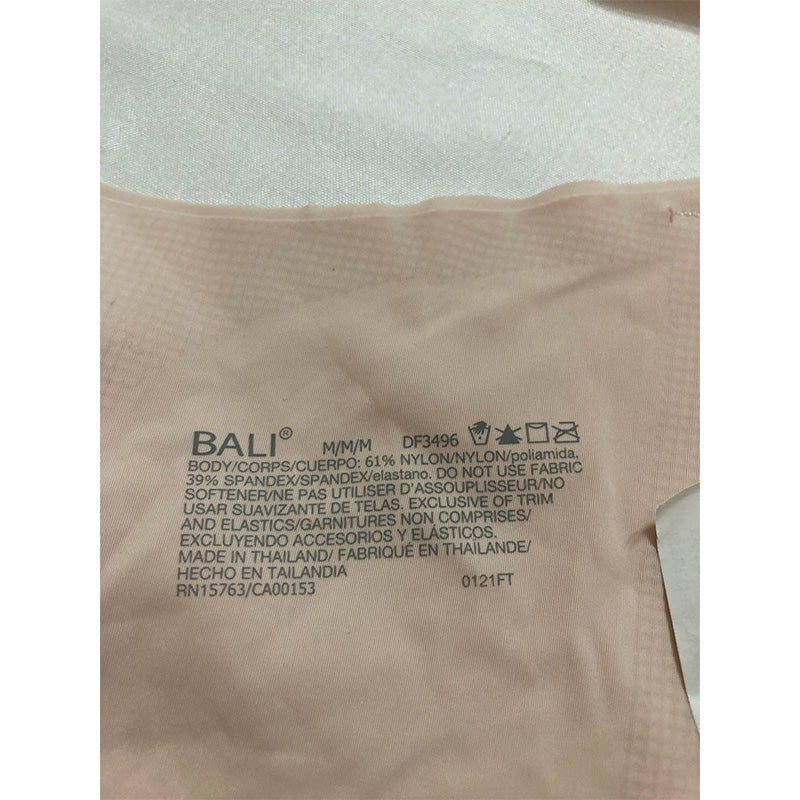 BALI® M/M/M DF3496
BODY/CORPS/CUERPO: 61% NYLON/NYLON/poliamida,
39% SPANDEX/SPANDEX/elastano. DO NOT USE FABRIC
SOFTENER/NE PAS UTILISER D'ASSOUPLISSEUR/NO
USAR SUAVIZANTE DE TELAS. EXCLUSIVE OF TRIM
AND ELASTICS/GARNITURES NON COMPRISES/
EXCLUYENDO ACCESORIOS Y ELÁSTICOS.
MADE IN THAILAND/ FABRIQUÉ EN THAÏLANDE/
HECHO EN TAILANDIA
RN15763/CA00153 0121FT